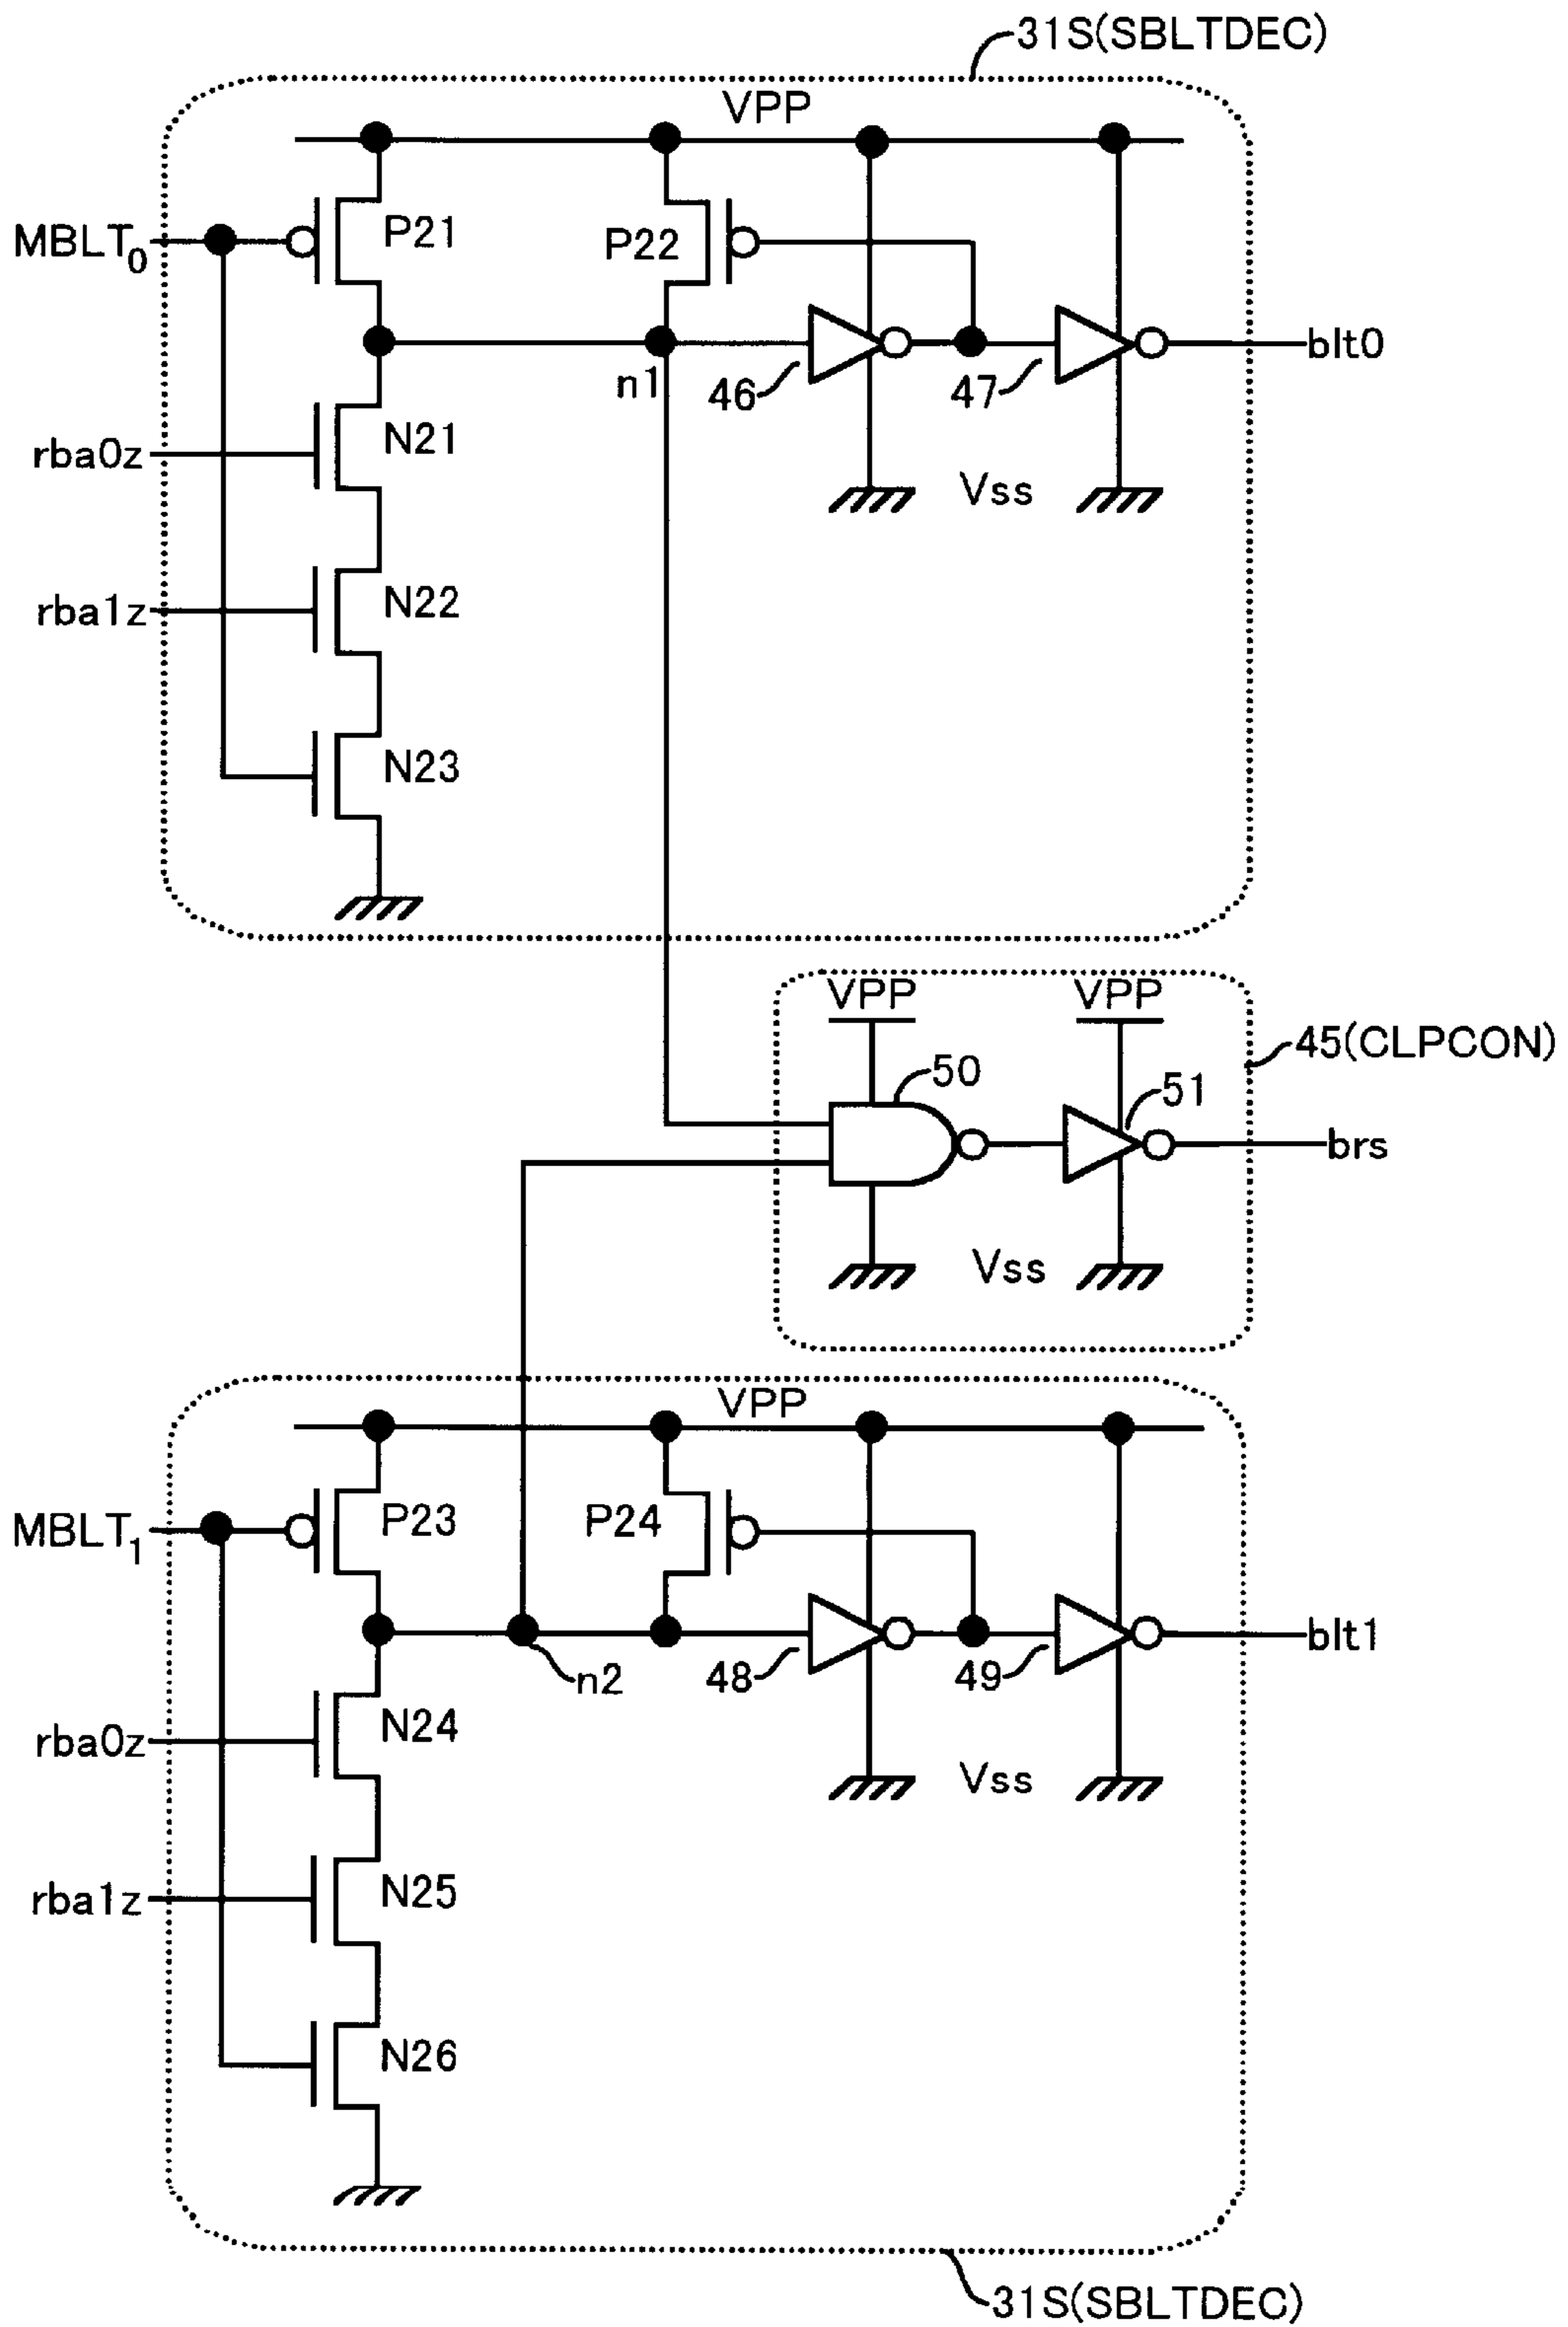 31S(SBLTDEC)
VPP
MBLT0
P21
P22
n1
46
47
blt0
rba0z
N21
Vss
rba1z
N22
N23
VPP
VPP
45(CLPCON)
50
51
brs
Vss
VPP
MBLT1
P23
P24
n2
48
49
blt1
rba0z
N24
Vss
rba1z
N25
N26
31S(SBLTDEC)